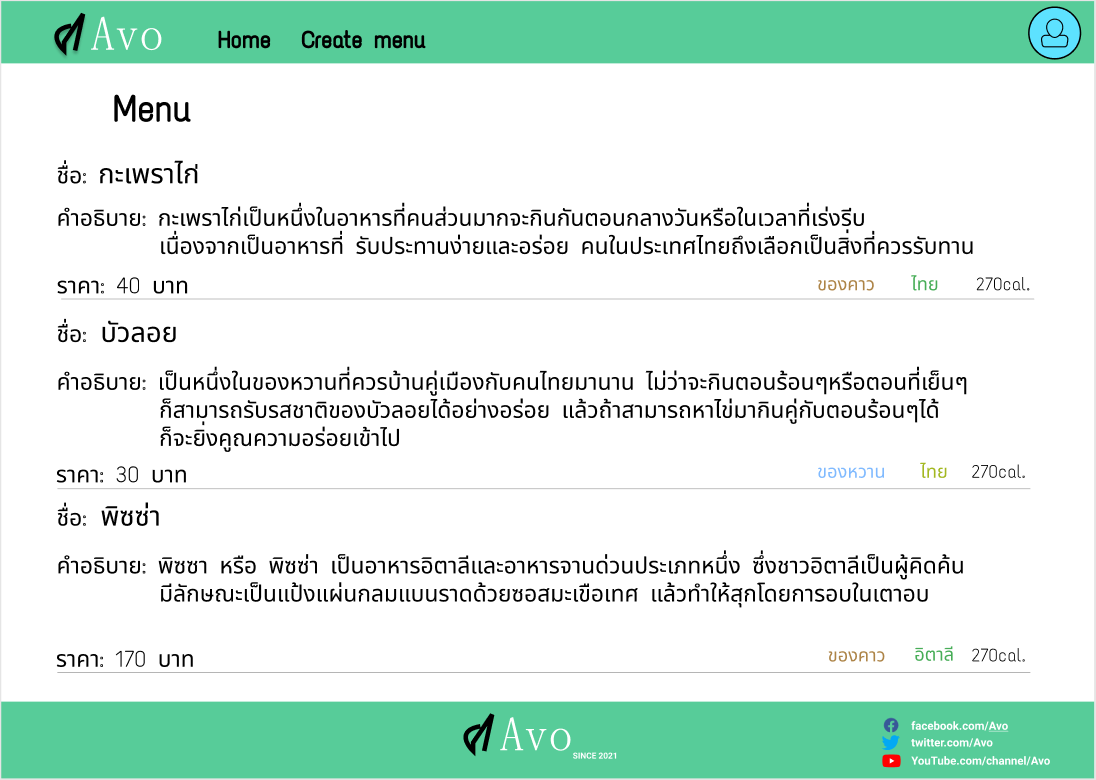 Avo Home Create menu
Menu
ชื่อ: กะเพราไก่
คำอธิบาย: กะเพราไก่เป็นหนึ่งในอาหารที่คนส่วนมากจะกินกันตอนกลางวันหรือในเวลาที่เร่งรีบ
เนื่องจากเป็นอาหารที่ รับประทานง่ายและอร่อย คนในประเทศไทยถึงเลือกเป็นสิ่งที่ควรรับทาน
ราคา: 40 บาท ของคาว ไทย 270cal.
ชื่อ: บัวลอย
คำอธิบาย: เป็นหนึ่งในของหวานที่ควรบ้านคู่เมืองกับคนไทยมานาน ไม่ว่าจะกินตอนร้อนๆหรือตอนที่เย็นๆ
ก็สามารถรับรสชาติของบัวลอยได้อย่างอร่อย แล้วถ้าสามารถหาไข่มากินคู่กับตอนร้อนๆได้
ก็จะยิ่งคูณความอร่อยเข้าไป
ราคา: 30 บาท ของหวาน ไทย 270cal.
ชื่อ: พิซซ่า
คำอธิบาย: พิซซา หรือ พิซซ่า เป็นอาหารอิตาลีและอาหารจานด่วนประเภทหนึ่ง ซึ่งชาวอิตาลีเป็นผู้คิดค้น
มีลักษณะเป็นแป้งแผ่นกลมแบนราดด้วยซอสมะเขือเทศ แล้วทำให้สุกโดยการอบในเตาอบ
ราคา: 170 บาท ของคาว อิตาลี 270cal.
Avo
SINCE 2021
facebook.com/Avo
twitter.com/Avo
YouTube.com/channel/Avo